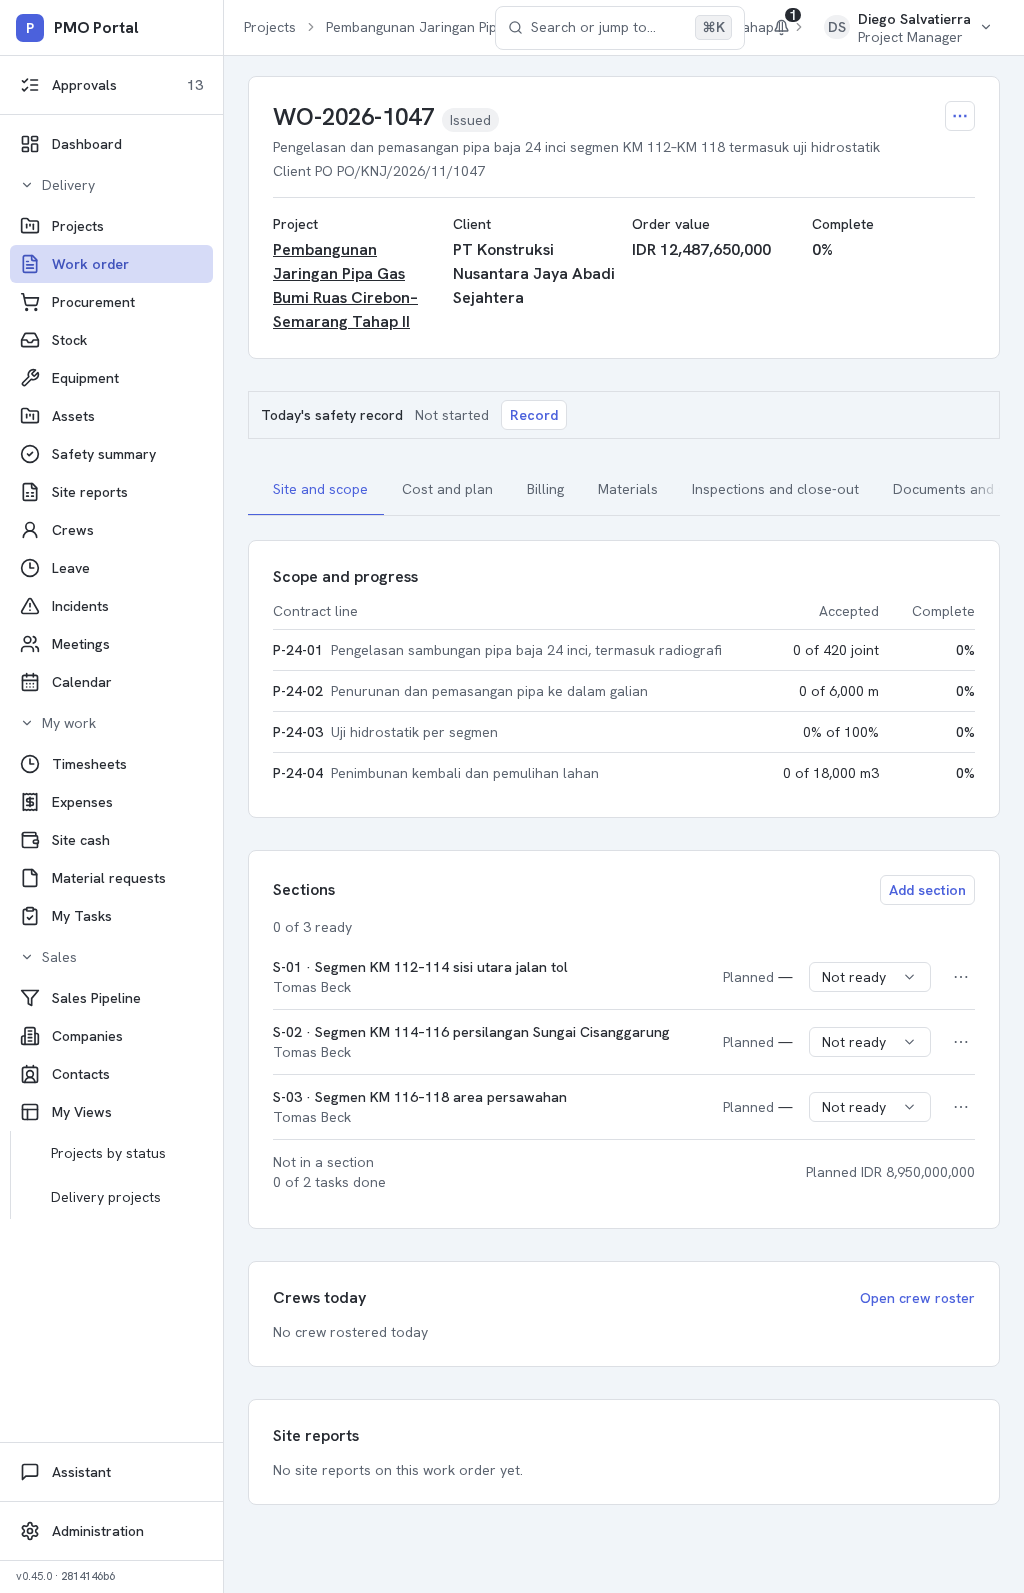 P PMO Portal
Projects
Pembangunan Jaringan Pip
Search or jump to...
⌘K
ahap
1
DS
Diego Salvatierra
Project Manager
Approvals 13
Dashboard
Delivery
Projects
Work order
Procurement
Stock
Equipment
Assets
Safety summary
Site reports
Crews
Leave
Incidents
Meetings
Calendar
My work
Timesheets
Expenses
Site cash
Material requests
My Tasks
Sales
Sales Pipeline
Companies
Contacts
My Views
Projects by status
Delivery projects
Assistant
Administration
v0.45.0 · 2814146b6
WO-2026-1047 Issued
Pengelasan dan pemasangan pipa baja 24 inci segmen KM 112–KM 118 termasuk uji hidrostatik
Client PO PO/KNJ/2026/11/1047
Project
Pembangunan
Jaringan Pipa Gas
Bumi Ruas Cirebon–
Semarang Tahap II
Client
PT Konstruksi
Nusantara Jaya Abadi
Sejahtera
Order value
IDR 12,487,650,000
Complete
0%
Today's safety record Not started Record
Site and scope Cost and plan Billing Materials Inspections and close-out Documents and
Scope and progress
Contract line Accepted Complete
P-24-01 Pengelasan sambungan pipa baja 24 inci, termasuk radiografi 0 of 420 joint 0%
P-24-02 Penurunan dan pemasangan pipa ke dalam galian 0 of 6,000 m 0%
P-24-03 Uji hidrostatik per segmen 0% of 100% 0%
P-24-04 Penimbunan kembali dan pemulihan lahan 0 of 18,000 m3 0%
Sections Add section
0 of 3 ready
S-01 · Segmen KM 112–114 sisi utara jalan tol
Tomas Beck
Planned — Not ready
S-02 · Segmen KM 114–116 persilangan Sungai Cisanggarung
Tomas Beck
Planned — Not ready
S-03 · Segmen KM 116–118 area persawahan
Tomas Beck
Planned — Not ready
Not in a section
0 of 2 tasks done
Planned IDR 8,950,000,000
Crews today Open crew roster
No crew rostered today
Site reports
No site reports on this work order yet.